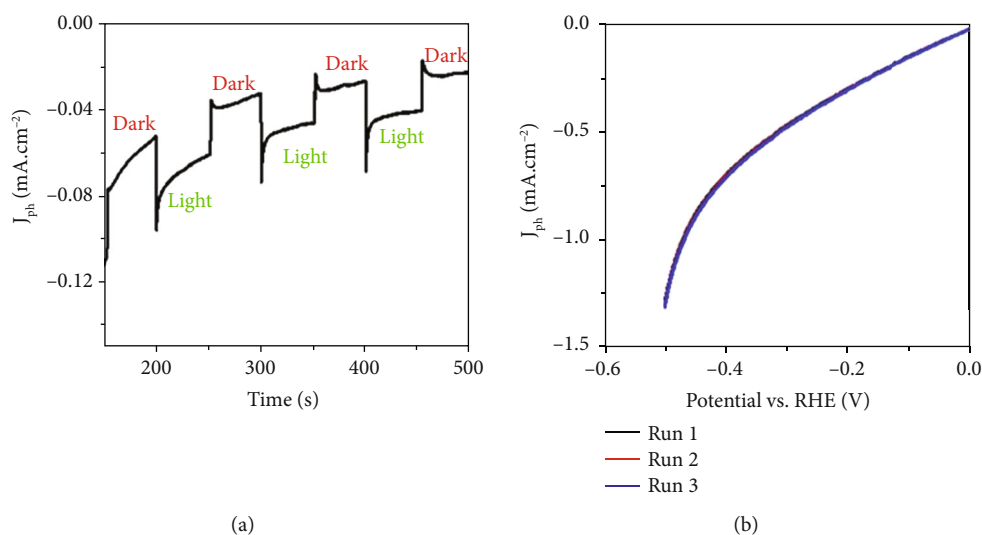 0.00
−0.04
−0.08
−0.12
J_ph (mA.cm⁻²)
Dark
Dark
Dark
Dark
Light
Light
Light
200
300
400
500
Time (s)
(a)
0.0
−0.5
−1.0
−1.5
J_ph (mA.cm⁻²)
−0.6
−0.4
−0.2
0.0
Potential vs. RHE (V)
Run 1
Run 2
Run 3
(b)